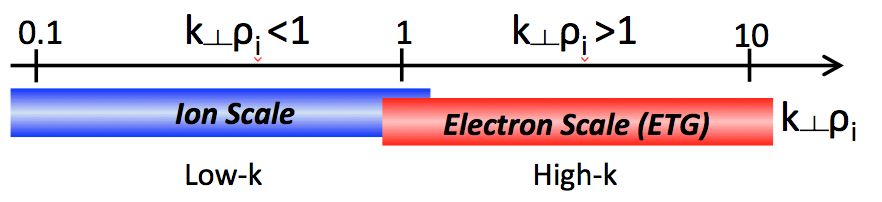 0.1 k⊥ρi<1 1 k⊥ρi>1 10
Ion Scale Electron Scale (ETG) k⊥ρi
Low-k High-k